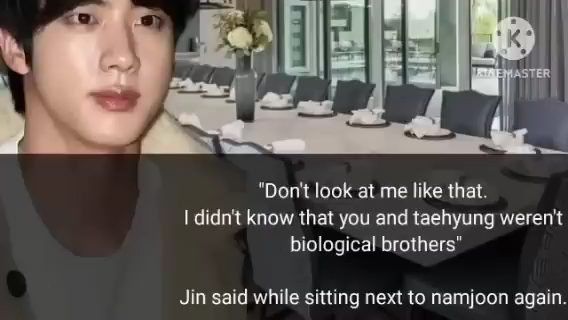 KINEMASTER
"Don't look at me like that.
I didn't know that you and taehyung weren't
biological brothers"
Jin said while sitting next to namjoon again.